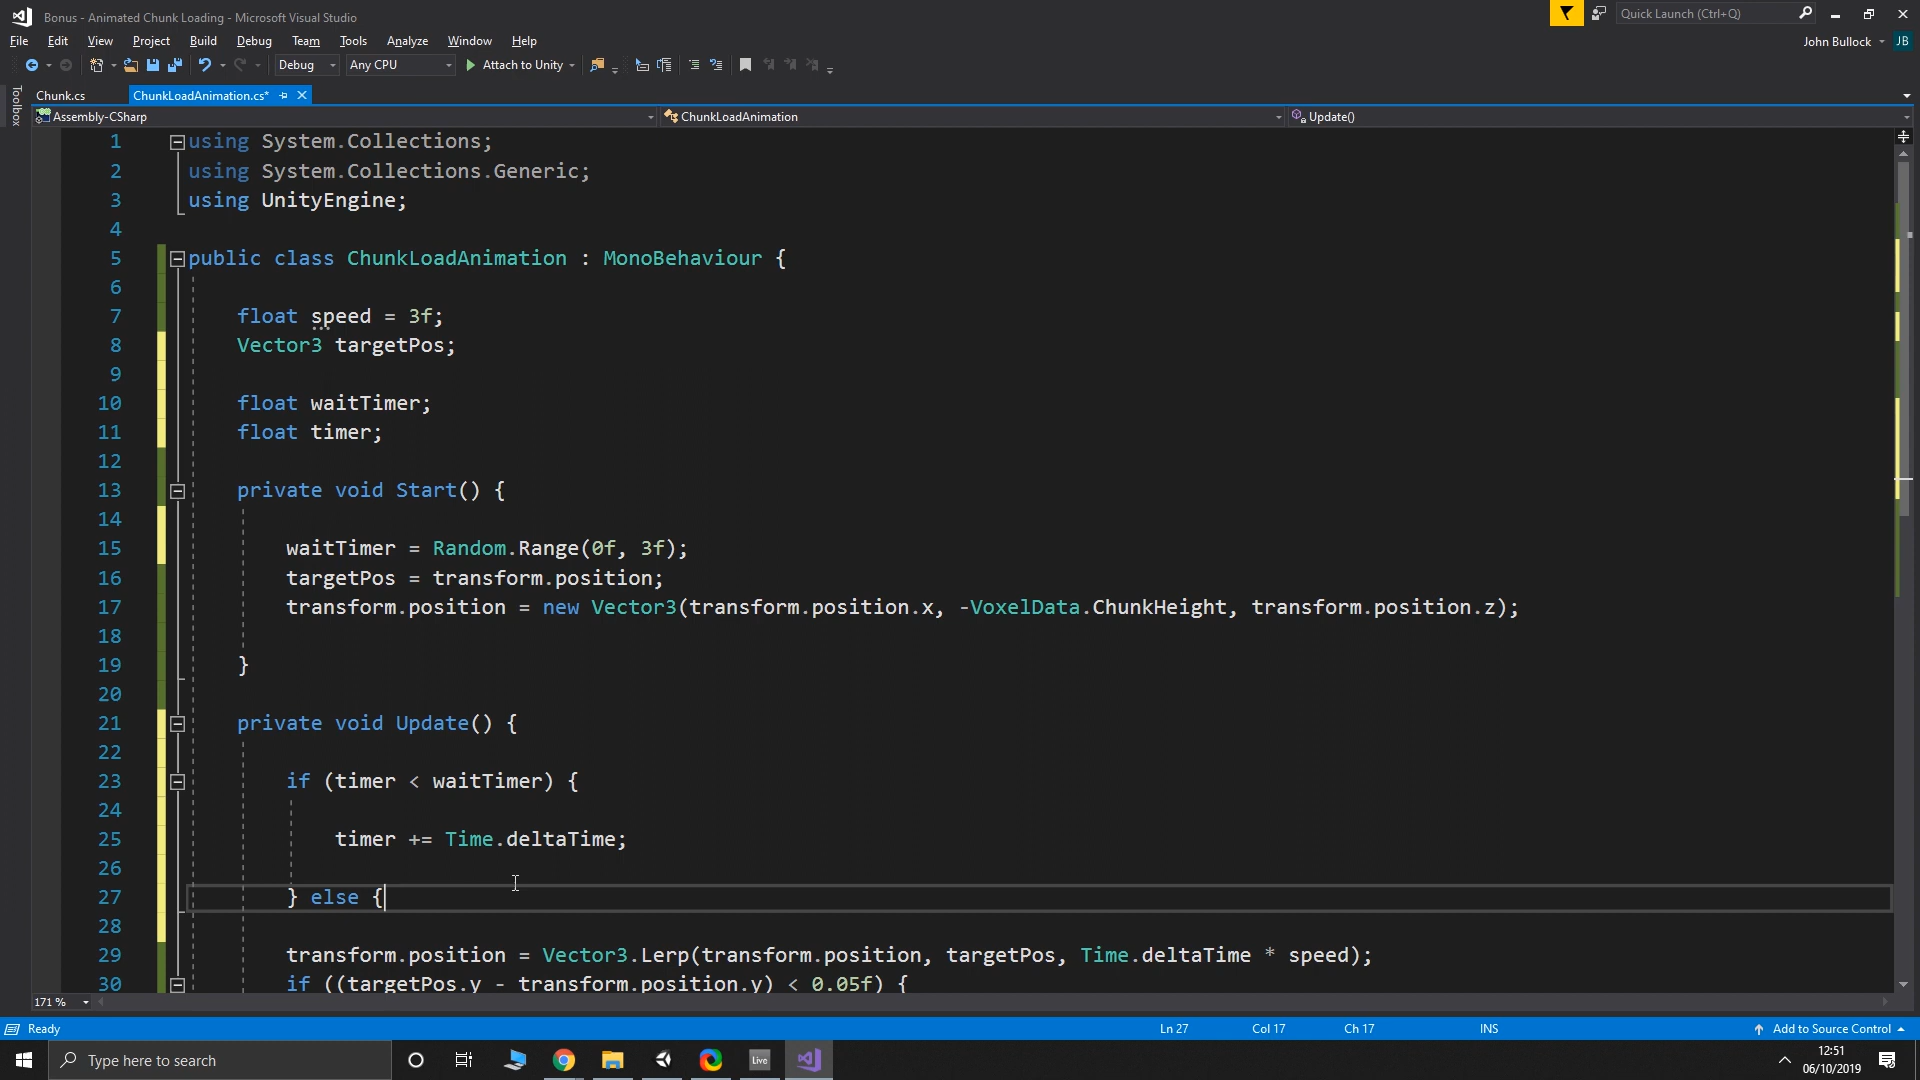 Bonus - Animated Chunk Loading - Microsoft Visual Studio
Quick Launch (Ctrl+Q)
File Edit View Project Build Debug Team Tools Analyze Window Help
John Bullock JB
Debug Any CPU Attach to Unity
Toolbox
Chunk.cs ChunkLoadAnimation.cs*
Assembly-CSharp ChunkLoadAnimation Update()
1 using System.Collections;
2 using System.Collections.Generic;
3 using UnityEngine;
4
5 public class ChunkLoadAnimation : MonoBehaviour {
6
7 float speed = 3f;
8 Vector3 targetPos;
9
10 float waitTimer;
11 float timer;
12
13 private void Start() {
14
15 waitTimer = Random.Range(0f, 3f);
16 targetPos = transform.position;
17 transform.position = new Vector3(transform.position.x, -VoxelData.ChunkHeight, transform.position.z);
18
19 }
20
21 private void Update() {
22
23 if (timer < waitTimer) {
24
25 timer += Time.deltaTime;
26
27 } else {
28
29 transform.position = Vector3.Lerp(transform.position, targetPos, Time.deltaTime * speed);
30 if ((targetPos.y - transform.position.y) < 0.05f) {
171 %
Ready Ln 27 Col 17 Ch 17 INS Add to Source Control
Type here to search
Live
12:51
06/10/2019